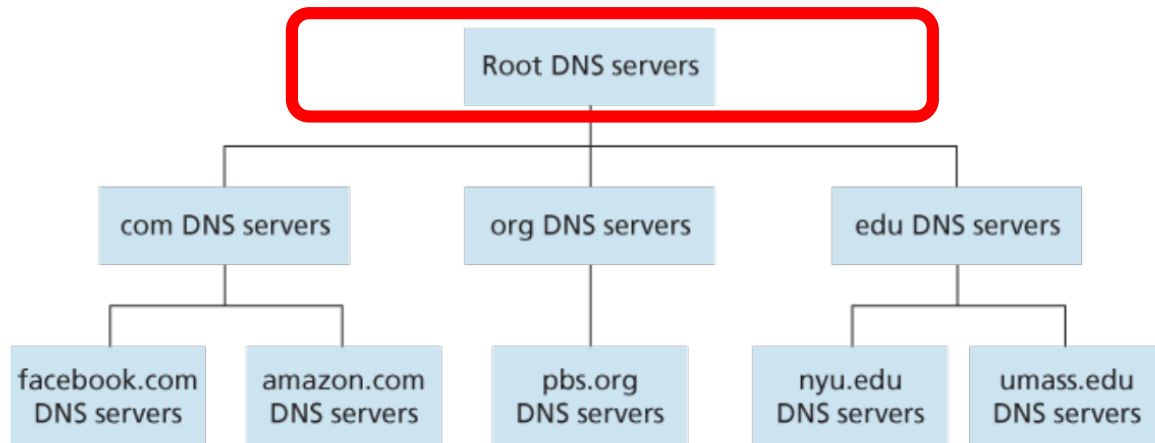 Root DNS servers
com DNS servers
org DNS servers
edu DNS servers
facebook.com
DNS servers
amazon.com
DNS servers
pbs.org
DNS servers
nyu.edu
DNS servers
umass.edu
DNS servers